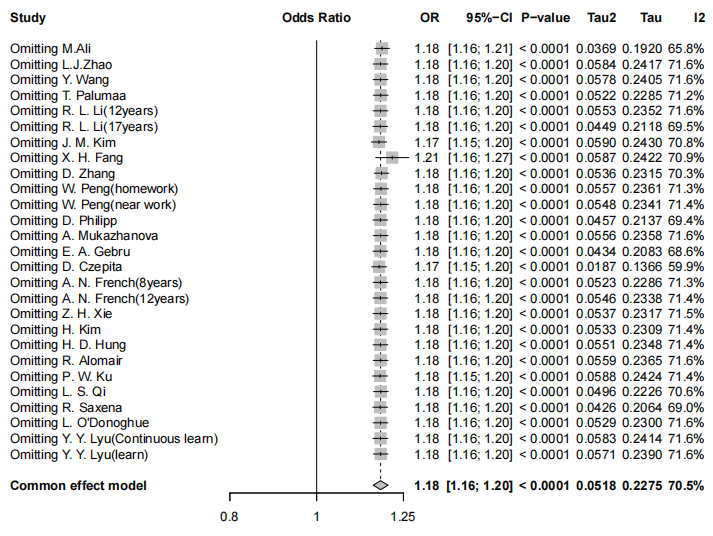 Study Odds Ratio OR 95%−CI P−value Tau2 Tau I2
Omitting M.Ali 1.18 [1.16; 1.21] < 0.0001 0.0369 0.1920 65.8%
Omitting L.J.Zhao 1.18 [1.16; 1.20] < 0.0001 0.0584 0.2417 71.6%
Omitting Y. Wang 1.18 [1.16; 1.20] < 0.0001 0.0578 0.2405 71.6%
Omitting T. Palumaa 1.18 [1.16; 1.20] < 0.0001 0.0522 0.2285 71.2%
Omitting R. L. Li(12years) 1.18 [1.16; 1.20] < 0.0001 0.0553 0.2352 71.6%
Omitting R. L. Li(17years) 1.18 [1.16; 1.20] < 0.0001 0.0449 0.2118 69.5%
Omitting J. M. Kim 1.17 [1.15; 1.20] < 0.0001 0.0590 0.2430 70.8%
Omitting X. H. Fang 1.21 [1.16; 1.27] < 0.0001 0.0587 0.2422 70.9%
Omitting D. Zhang 1.18 [1.16; 1.20] < 0.0001 0.0536 0.2315 70.3%
Omitting W. Peng(homework) 1.18 [1.16; 1.20] < 0.0001 0.0557 0.2361 71.3%
Omitting W. Peng(near work) 1.18 [1.16; 1.20] < 0.0001 0.0548 0.2341 71.4%
Omitting D. Philipp 1.18 [1.16; 1.20] < 0.0001 0.0457 0.2137 69.4%
Omitting A. Mukazhanova 1.18 [1.16; 1.20] < 0.0001 0.0556 0.2358 71.6%
Omitting E. A. Gebru 1.18 [1.16; 1.20] < 0.0001 0.0434 0.2083 68.6%
Omitting D. Czepita 1.17 [1.15; 1.20] < 0.0001 0.0187 0.1366 59.9%
Omitting A. N. French(8years) 1.18 [1.16; 1.20] < 0.0001 0.0523 0.2286 71.3%
Omitting A. N. French(12years) 1.18 [1.16; 1.20] < 0.0001 0.0546 0.2338 71.4%
Omitting Z. H. Xie 1.18 [1.16; 1.20] < 0.0001 0.0537 0.2317 71.5%
Omitting H. Kim 1.18 [1.16; 1.20] < 0.0001 0.0533 0.2309 71.1%
Omitting H. D. Hung 1.18 [1.16; 1.20] < 0.0001 0.0551 0.2348 71.4%
Omitting R. Alomair 1.18 [1.16; 1.20] < 0.0001 0.0559 0.2365 71.6%
Omitting P. W. Ku 1.18 [1.15; 1.20] < 0.0001 0.0588 0.2424 71.4%
Omitting L. S. Qi 1.18 [1.16; 1.20] < 0.0001 0.0496 0.2226 70.6%
Omitting R. Saxena 1.18 [1.16; 1.20] < 0.0001 0.0426 0.2064 69.0%
Omitting L. O'Donoghue 1.18 [1.16; 1.20] < 0.0001 0.0529 0.2300 71.6%
Omitting Y. Y. Lyu(Continuous learn) 1.18 [1.16; 1.20] < 0.0001 0.0583 0.2414 71.6%
Omitting Y. Y. Lyu(learn) 1.18 [1.16; 1.20] < 0.0001 0.0571 0.2390 71.6%
Common effect model 1.18 [1.16; 1.20] < 0.0001 0.0518 0.2275 70.5%
0.8 1 1.25